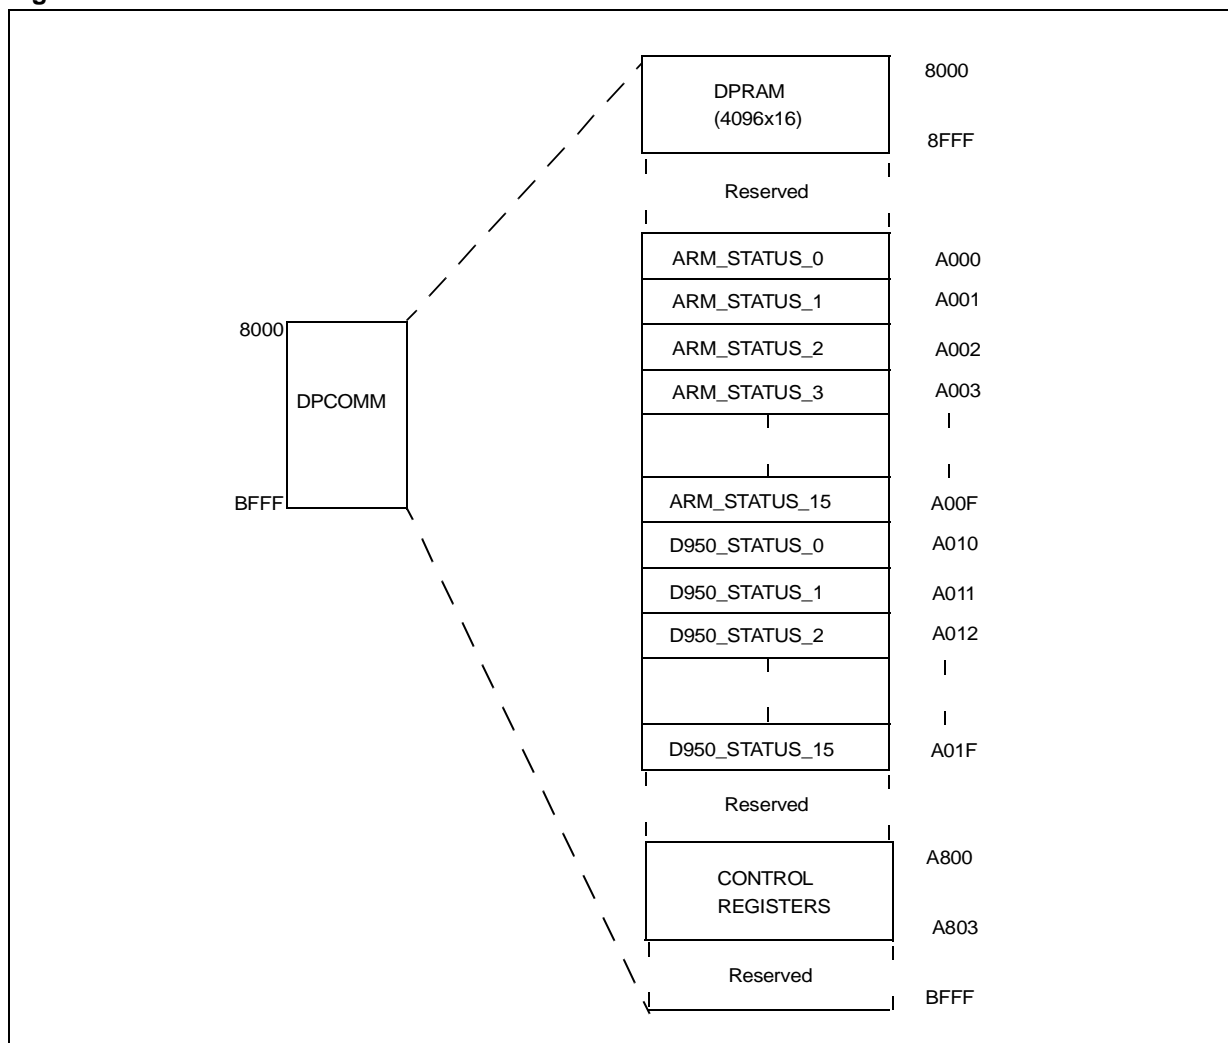 8000
DPCOMM
BFFF
DPRAM
(4096x16)
8000
8FFF
Reserved
ARM_STATUS_0 A000
ARM_STATUS_1 A001
ARM_STATUS_2 A002
ARM_STATUS_3 A003
ARM_STATUS_15 A00F
D950_STATUS_0 A010
D950_STATUS_1 A011
D950_STATUS_2 A012
D950_STATUS_15 A01F
Reserved
CONTROL
REGISTERS
A800
A803
Reserved
BFFF